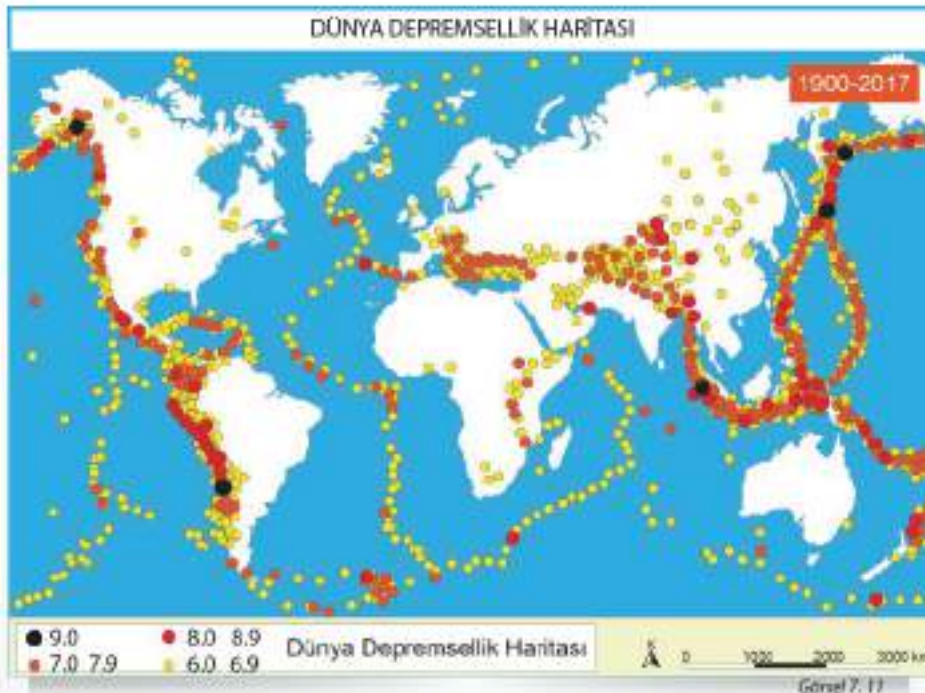 DÜNYA DEPREMSELLİK HARİTASI
1900-2017
9.0
8.0 8.9
7.0 7.9
6.0 6.9
Dünya Depremsellik Haritası
0 1000 2000 3000 km
Görsel 7. 11